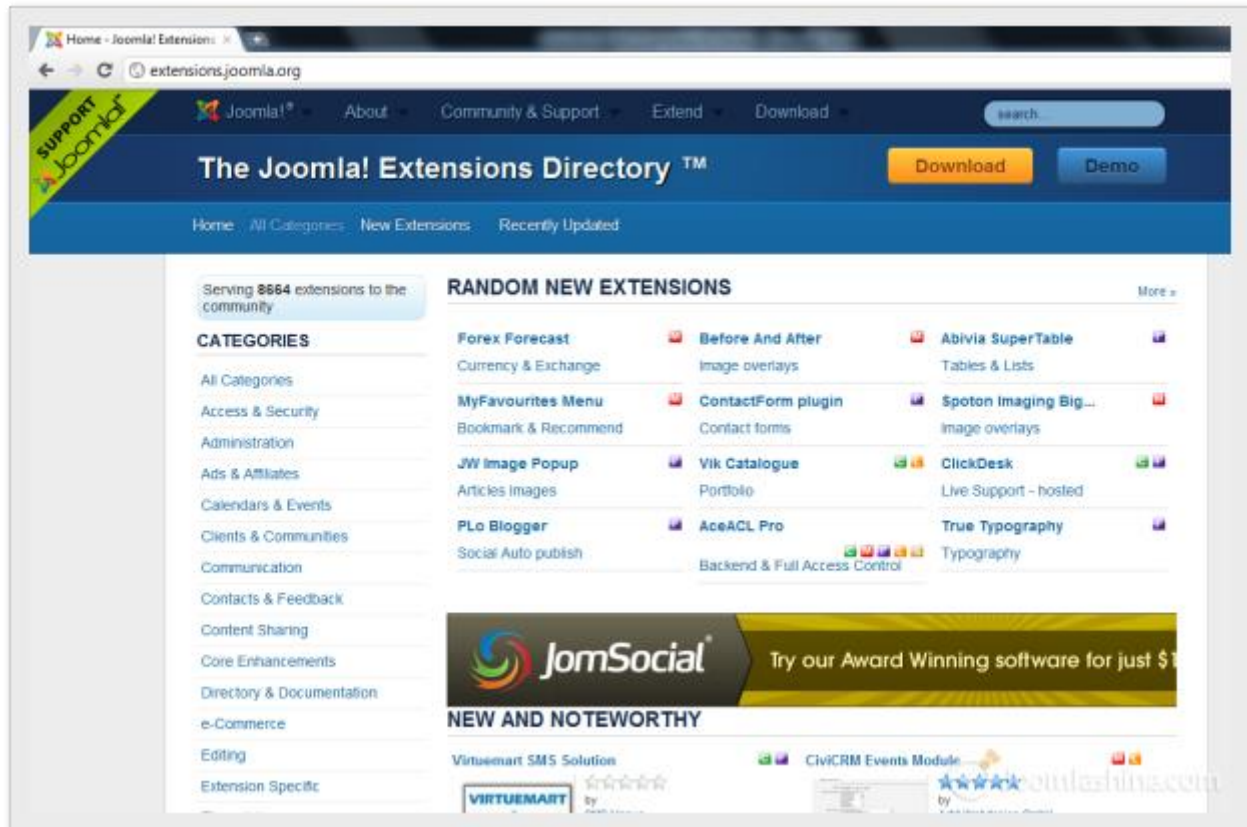 Home - Joomla! Extensions
extensions.joomla.org
SUPPORT
Joomla!
Joomla!® About Community & Support Extend Download search...
The Joomla! Extensions Directory ™ Download Demo
Home All Categories New Extensions Recently Updated
Serving 8664 extensions to the
community
CATEGORIES
All Categories
Access & Security
Administration
Ads & Affiliates
Calendars & Events
Clients & Communities
Communication
Contacts & Feedback
Content Sharing
Core Enhancements
Directory & Documentation
e-Commerce
Editing
Extension Specific
RANDOM NEW EXTENSIONS More »
Forex Forecast M Before And After M Abivia SuperTable P
Currency & Exchange Image overlays Tables & Lists
MyFavourites Menu M ContactForm plugin P Spoton Imaging Big... M
Bookmark & Recommend Contact forms Image overlays
JW Image Popup P Vik Catalogue C M ClickDesk C P
Articles Images Portfolio Live Support - hosted
PLo Blogger P AceACL Pro True Typography P
Social Auto publish Typography
Backend & Full Access Control
JomSocial® Try our Award Winning software for just $1
NEW AND NOTEWORTHY
Virtuemart SMS Solution CiviCRM Events Module
VIRTUEMART by by
joomlashine.com